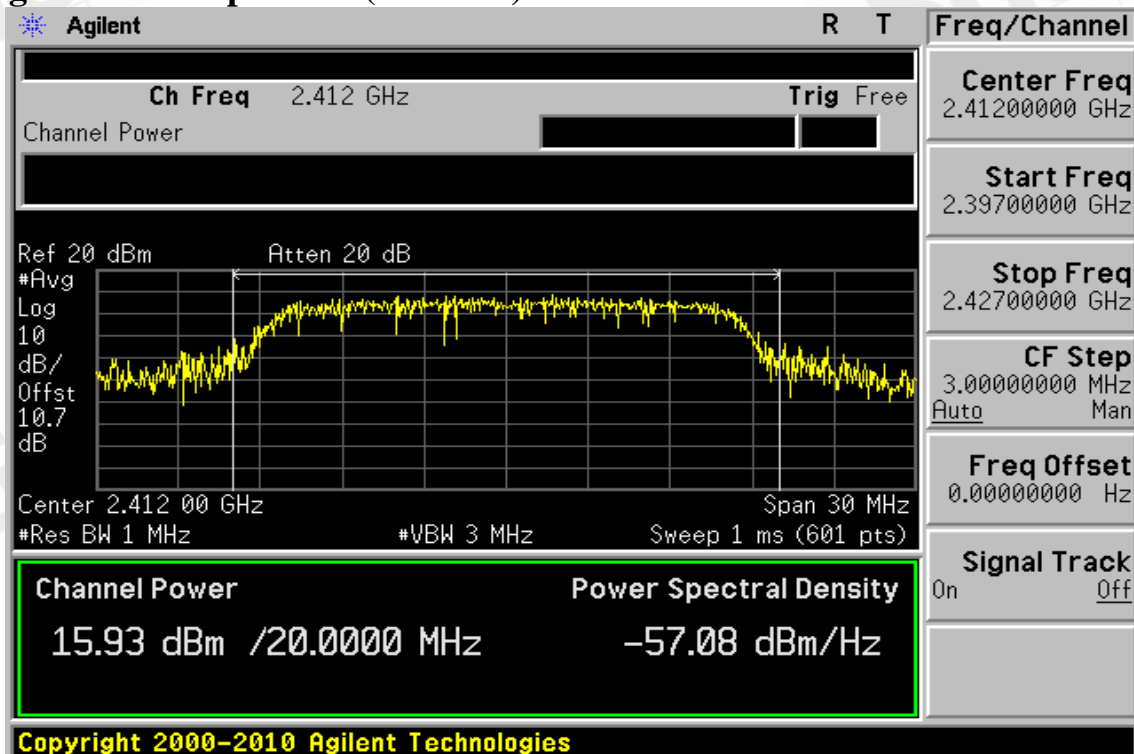 Agilent R T
Ch Freq 2.412 GHz Trig Free
Channel Power
Ref 20 dBm Atten 20 dB
#Avg
Log
10
dB/
Offst
10.7
dB
Center 2.412 00 GHz Span 30 MHz
#Res BW 1 MHz #VBW 3 MHz Sweep 1 ms (601 pts)
Channel Power Power Spectral Density
15.93 dBm /20.0000 MHz -57.08 dBm/Hz
Copyright 2000-2010 Agilent Technologies
Freq/Channel
Center Freq
2.41200000 GHz
Start Freq
2.39700000 GHz
Stop Freq
2.42700000 GHz
CF Step
3.00000000 MHz
Auto Man
Freq Offset
0.00000000 Hz
Signal Track
On Off